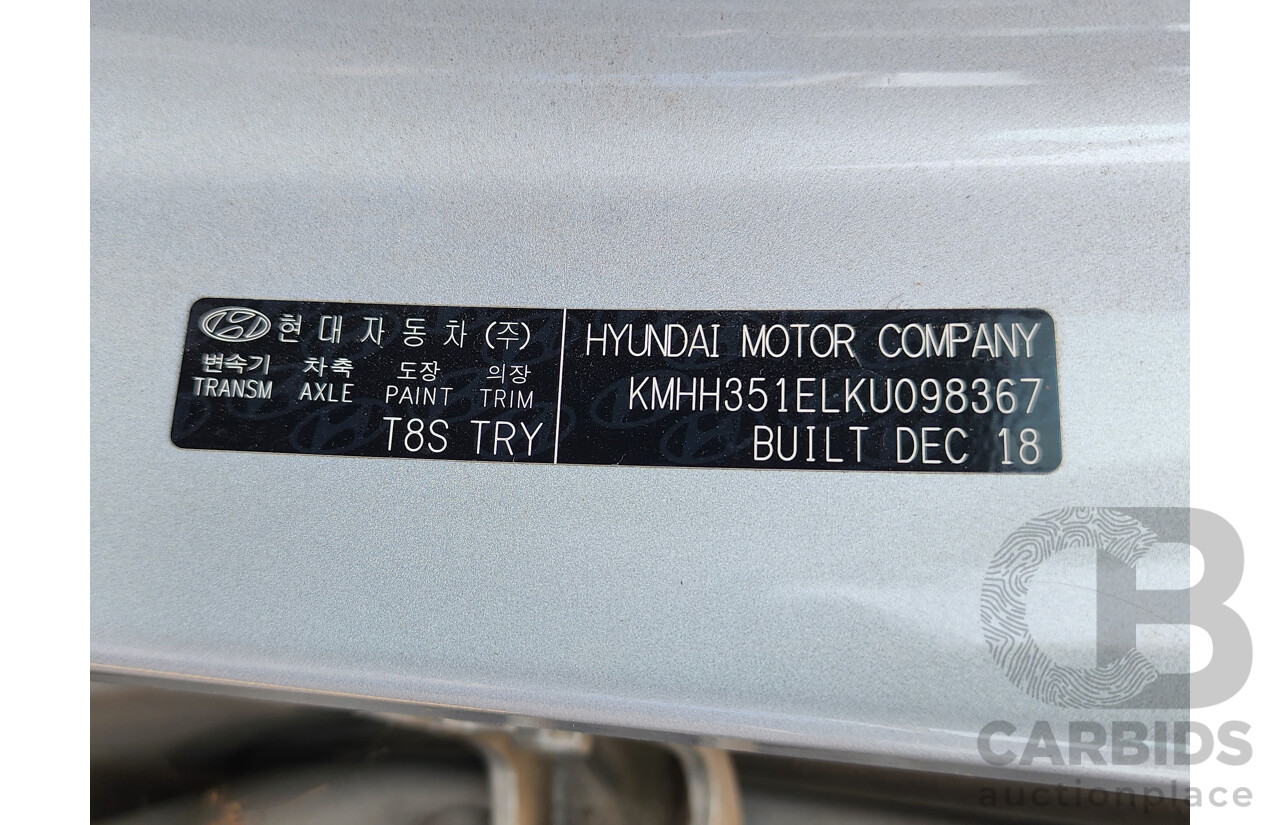 현대자동차(주)
변속기 차축 도장 의장
TRANSM AXLE PAINT TRIM
T8S TRY
HYUNDAI MOTOR COMPANY
KMHH351ELKU098367
BUILT DEC 18
CB
CARBIDS
auctionplace